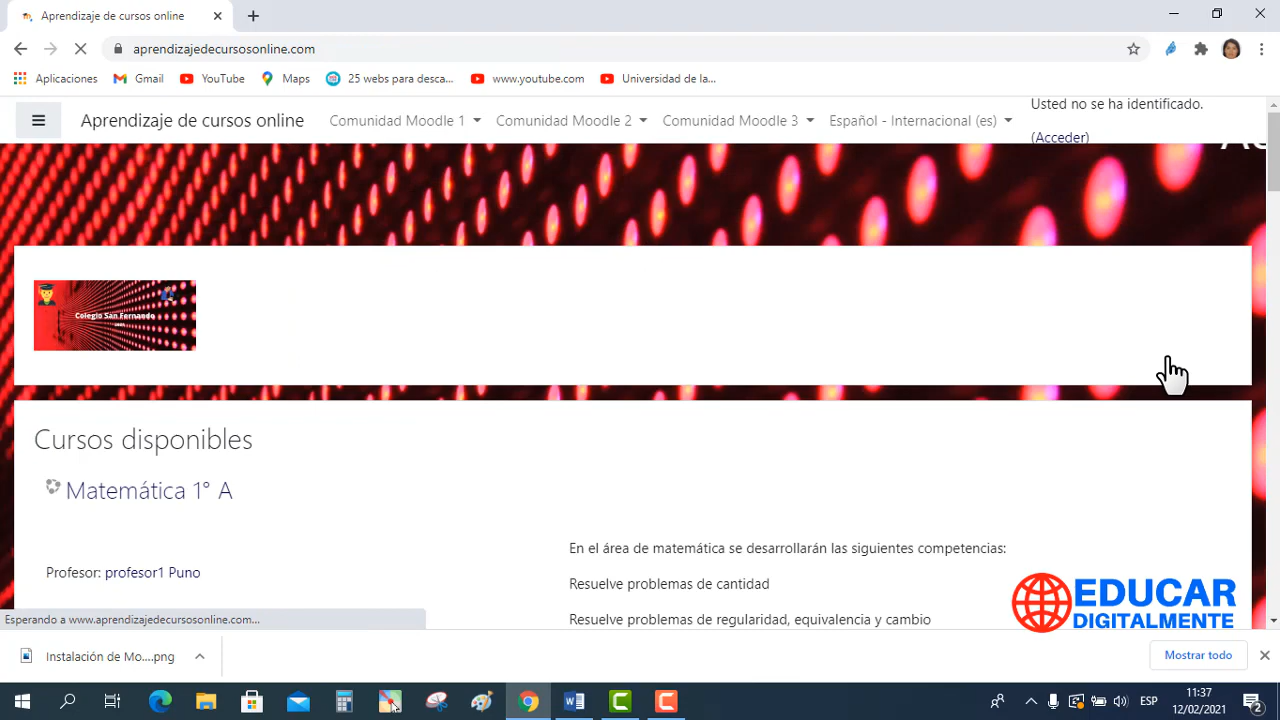 Aprendizaje de cursos online
aprendizajedecursosonline.com
Aplicaciones Gmail YouTube Maps 25 webs para desca... www.youtube.com Universidad de la...
Aprendizaje de cursos online Comunidad Moodle 1 Comunidad Moodle 2 Comunidad Moodle 3 Español - Internacional (es)
Usted no se ha identificado.
(Acceder)
Colegio San Fernando
Cursos disponibles
Matemática 1° A
En el área de matemática se desarrollarán las siguientes competencias:
Profesor: profesor1 Puno
Resuelve problemas de cantidad
Resuelve problemas de regularidad, equivalencia y cambio
EDUCAR
DIGITALMENTE
Esperando a www.aprendizajedecursosonline.com...
Instalación de Mo....png
Mostrar todo
ESP
11:37
12/02/2021
2